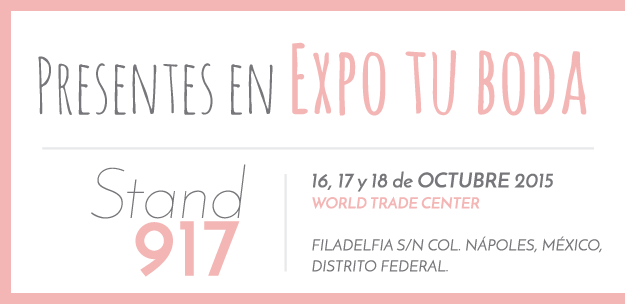 PRESENTES EN EXPO TU BODA
Stand
917
16, 17 y 18 de OCTUBRE 2015
WORLD TRADE CENTER
FILADELFIA S/N COL. NÁPOLES, MÉXICO,
DISTRITO FEDERAL.